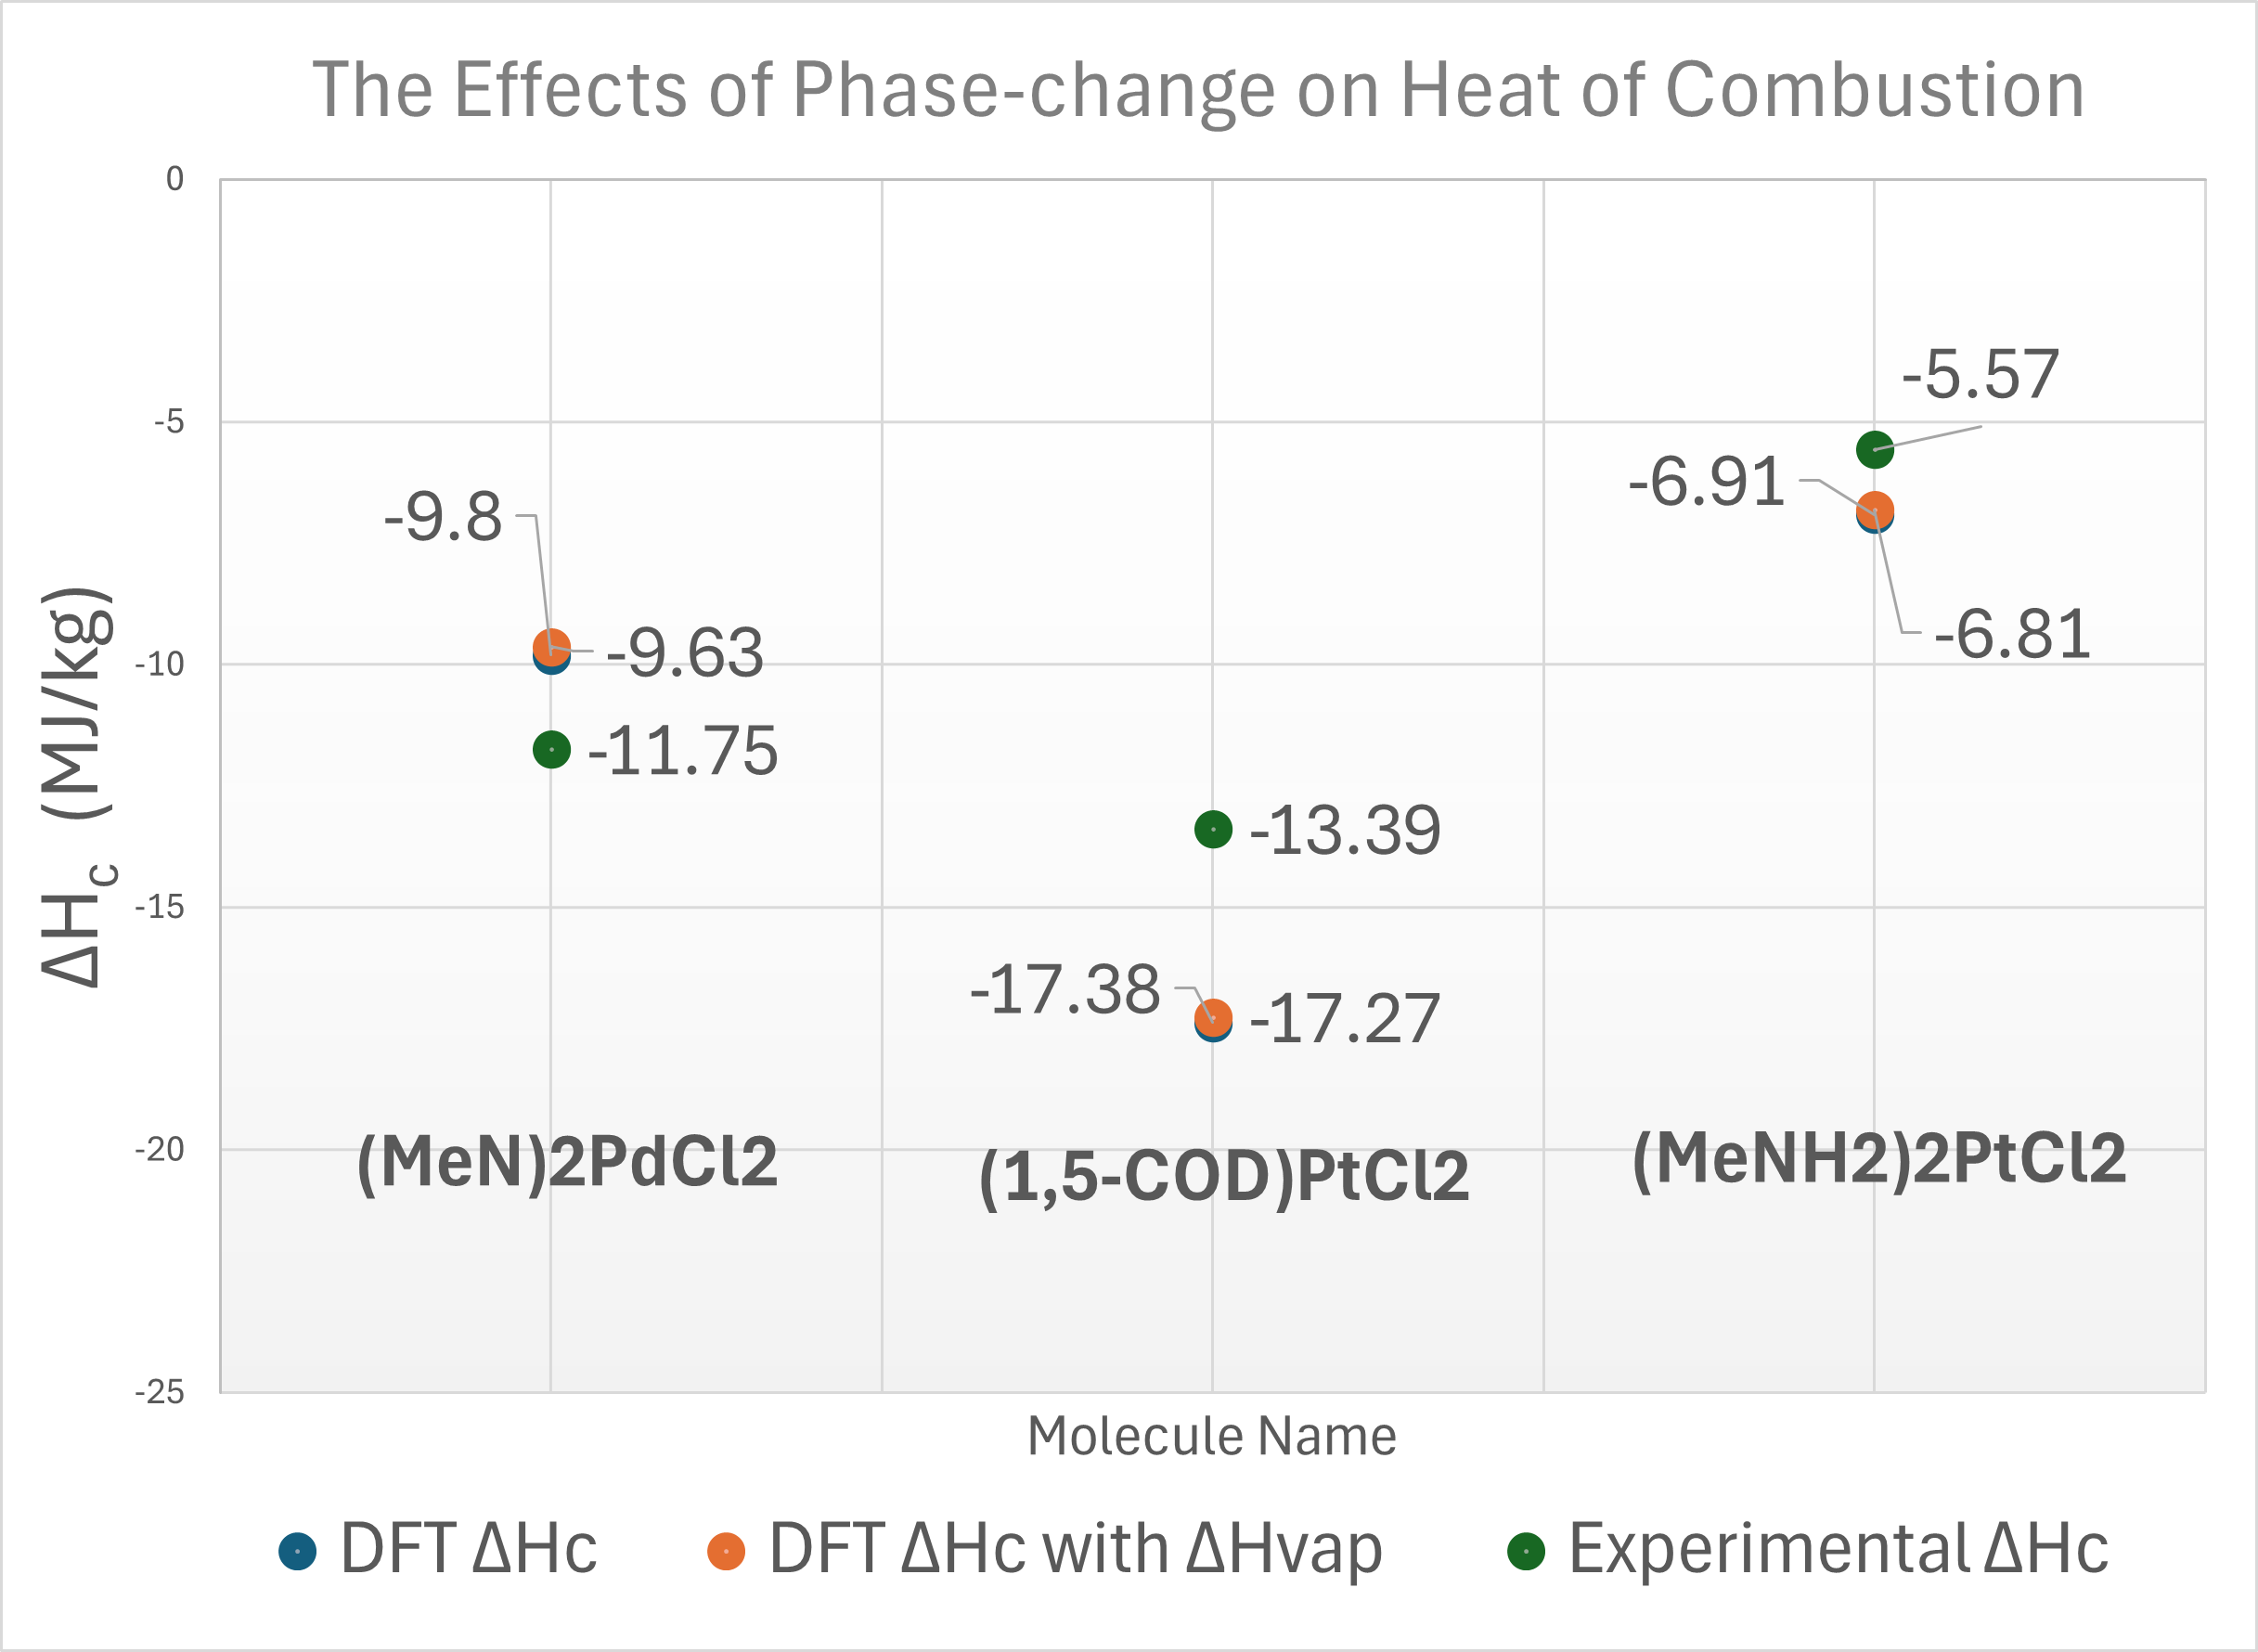 The Effects of Phase-change on Heat of Combustion
0
-5
-10
-15
-20
-25
ΔHc (MJ/kg)
-9.8
-9.63
-11.75
-13.39
-17.38
-17.27
-5.57
-6.91
-6.81
(MeN)2PdCl2
(1,5-COD)PtCl2
(MeNH2)2PtCl2
Molecule Name
DFT ΔHc
DFT ΔHc with ΔHvap
Experimental ΔHc